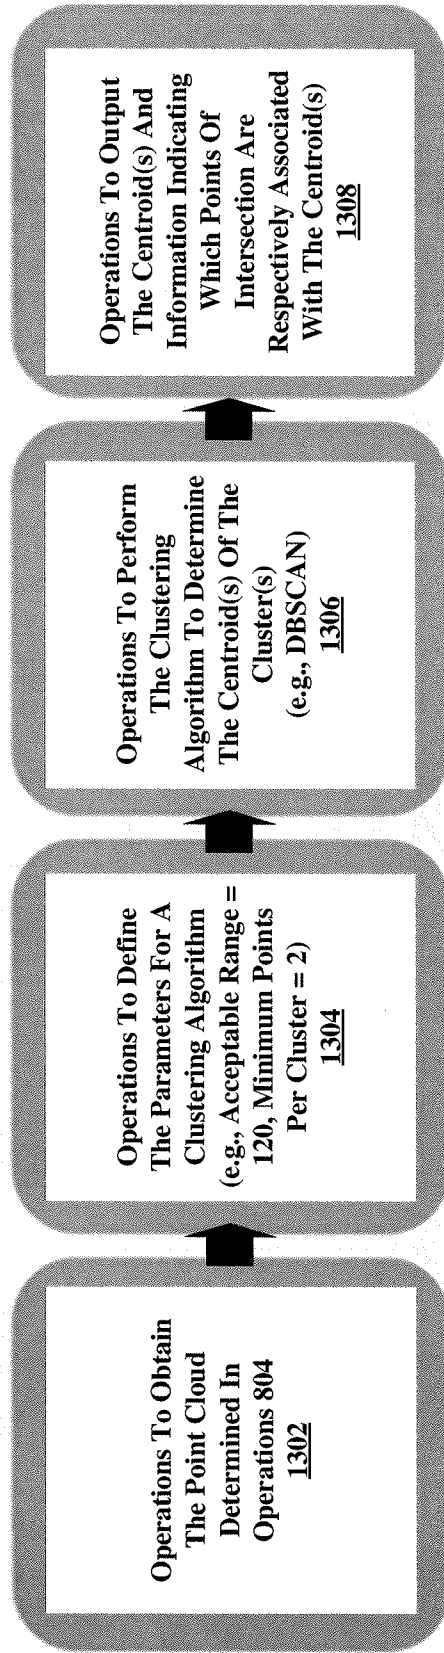 Operations To Obtain
The Point Cloud
Determined In
Operations 804
1302
Operations To Define
The Parameters For A
Clustering Algorithm
(e.g., Acceptable Range =
120, Minimum Points
Per Cluster = 2)
1304
Operations To Perform
The Clustering
Algorithm To Determine
The Centroid(s) Of The
Cluster(s)
(e.g., DBSCAN)
1306
Operations To Output
The Centroid(s) And
Information Indicating
Which Points Of
Intersection Are
Respectively Associated
With The Centroid(s)
1308